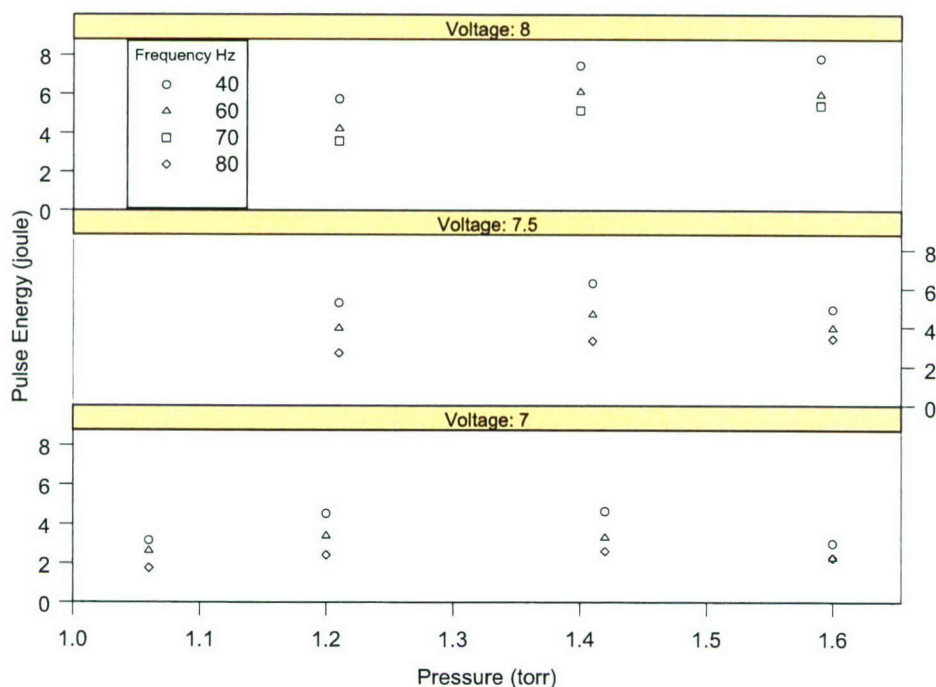 Voltage: 8
Frequency Hz
40
60
70
80
8
6
4
2
0
Voltage: 7.5
8
6
4
2
0
Voltage: 7
8
6
4
2
0
1.0 1.1 1.2 1.3 1.4 1.5 1.6
Pressure (torr)
Pulse Energy (joule)